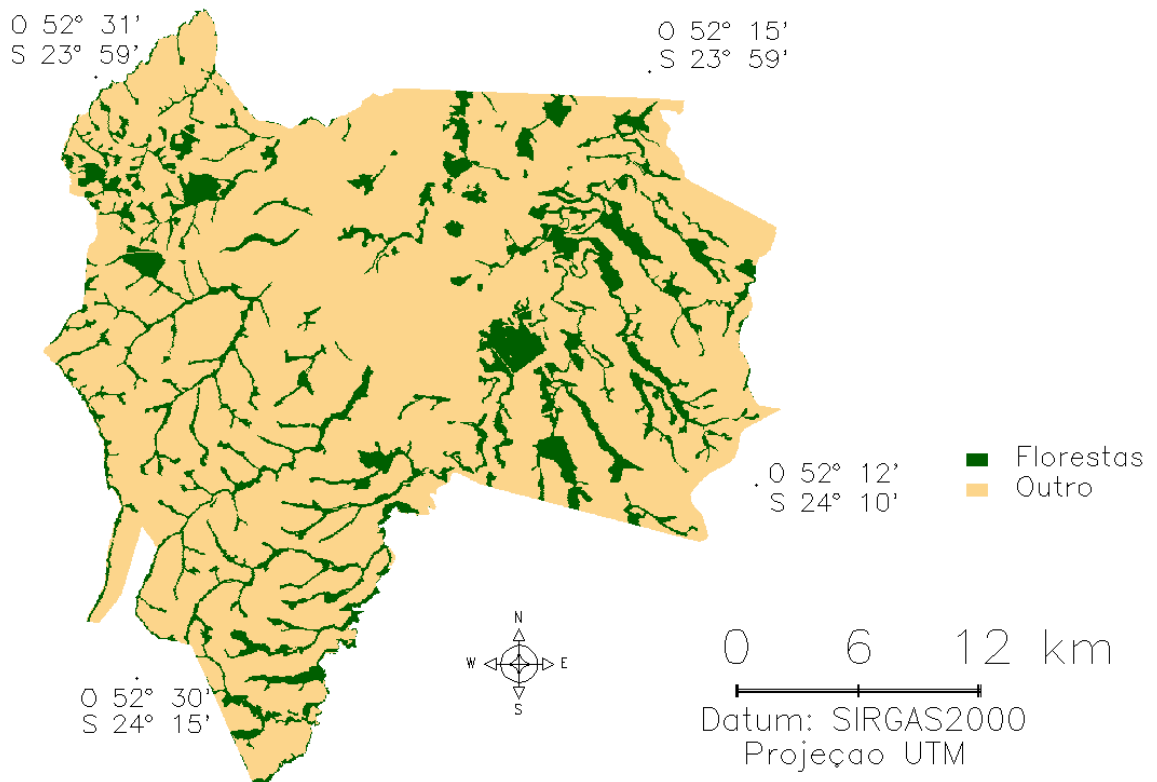 O 52° 31'
S 23° 59'
O 52° 15'
S 23° 59'
Florestas
Outro
O 52° 12'
S 24° 10'
N
W E
S
0 6 12 km
Datum: SIRGAS2000
Projeçao UTM
O 52° 30'
S 24° 15'